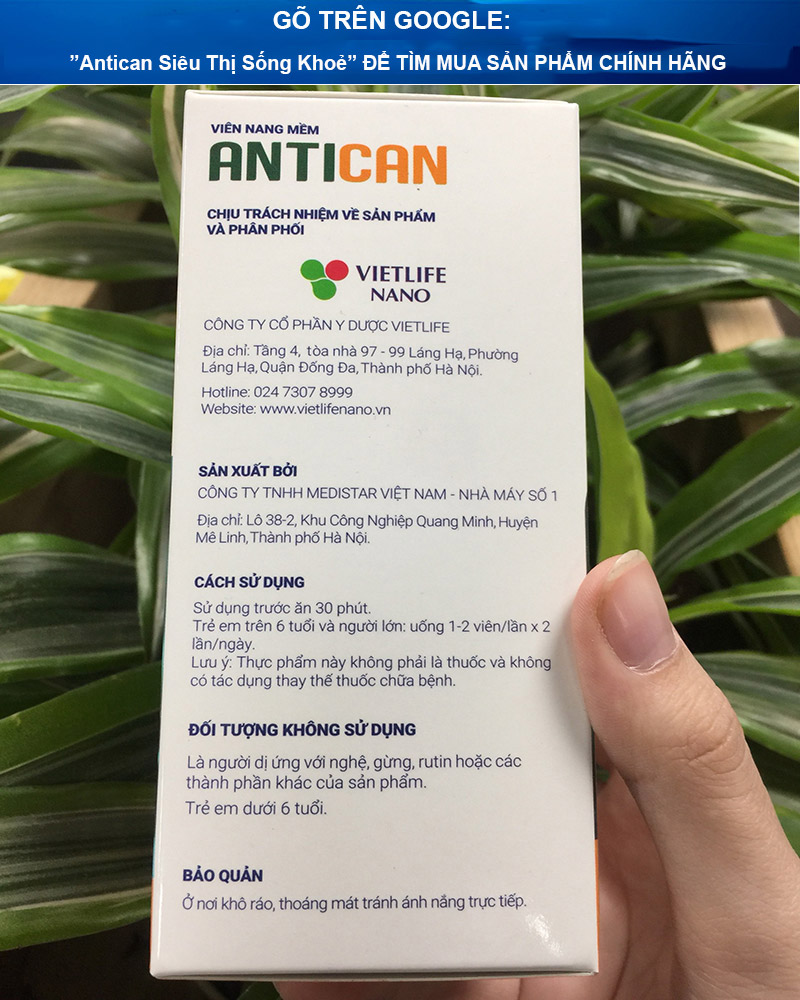 GÕ TRÊN GOOGLE:
”Antican Siêu Thị Sống Khoẻ” ĐỂ TÌM MUA SẢN PHẨM CHÍNH HÃNG
VIÊN NANG MỀM
ANTICAN
CHỊU TRÁCH NHIỆM VỀ SẢN PHẨM
VÀ PHÂN PHỐI
VIETLIFE
NANO
CÔNG TY CỔ PHẦN Y DƯỢC VIETLIFE
Địa chỉ: Tầng 4, tòa nhà 97 - 99 Láng Hạ, Phường
Láng Hạ, Quận Đống Đa, Thành phố Hà Nội.
Hotline: 024 7307 8999
Website: www.vietlifenano.vn
SẢN XUẤT BỞI
CÔNG TY TNHH MEDISTAR VIỆT NAM - NHÀ MÁY SỐ 1
Địa chỉ: Lô 38-2, Khu Công Nghiệp Quang Minh, Huyện
Mê Linh, Thành phố Hà Nội.
CÁCH SỬ DỤNG
Sử dụng trước ăn 30 phút.
Trẻ em trên 6 tuổi và người lớn: uống 1-2 viên/lần x 2
lần/ngày.
Lưu ý: Thực phẩm này không phải là thuốc và không
có tác dụng thay thế thuốc chữa bệnh.
ĐỐI TƯỢNG KHÔNG SỬ DỤNG
Là người dị ứng với nghệ, gừng, rutin hoặc các
thành phần khác của sản phẩm.
Trẻ em dưới 6 tuổi.
BẢO QUẢN
Ở nơi khô ráo, thoáng mát tránh ánh nắng trực tiếp.